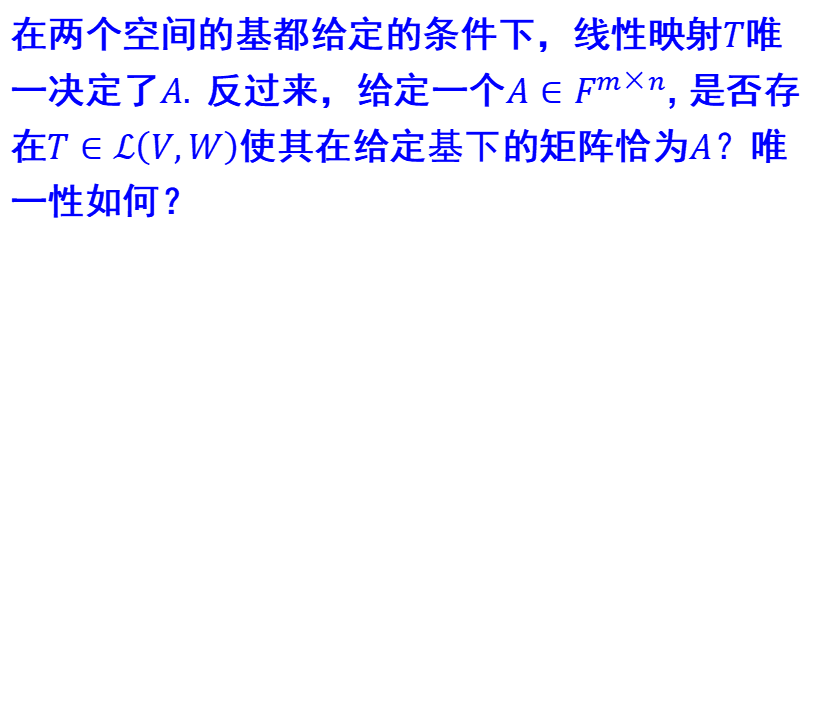 在两个空间的基都给定的条件下，线性映射T唯
一决定了A. 反过来，给定一个A ∈ F^{m×n}, 是否存
在T ∈ ℒ(V, W)使其在给定基下的矩阵恰为A？唯
一性如何？